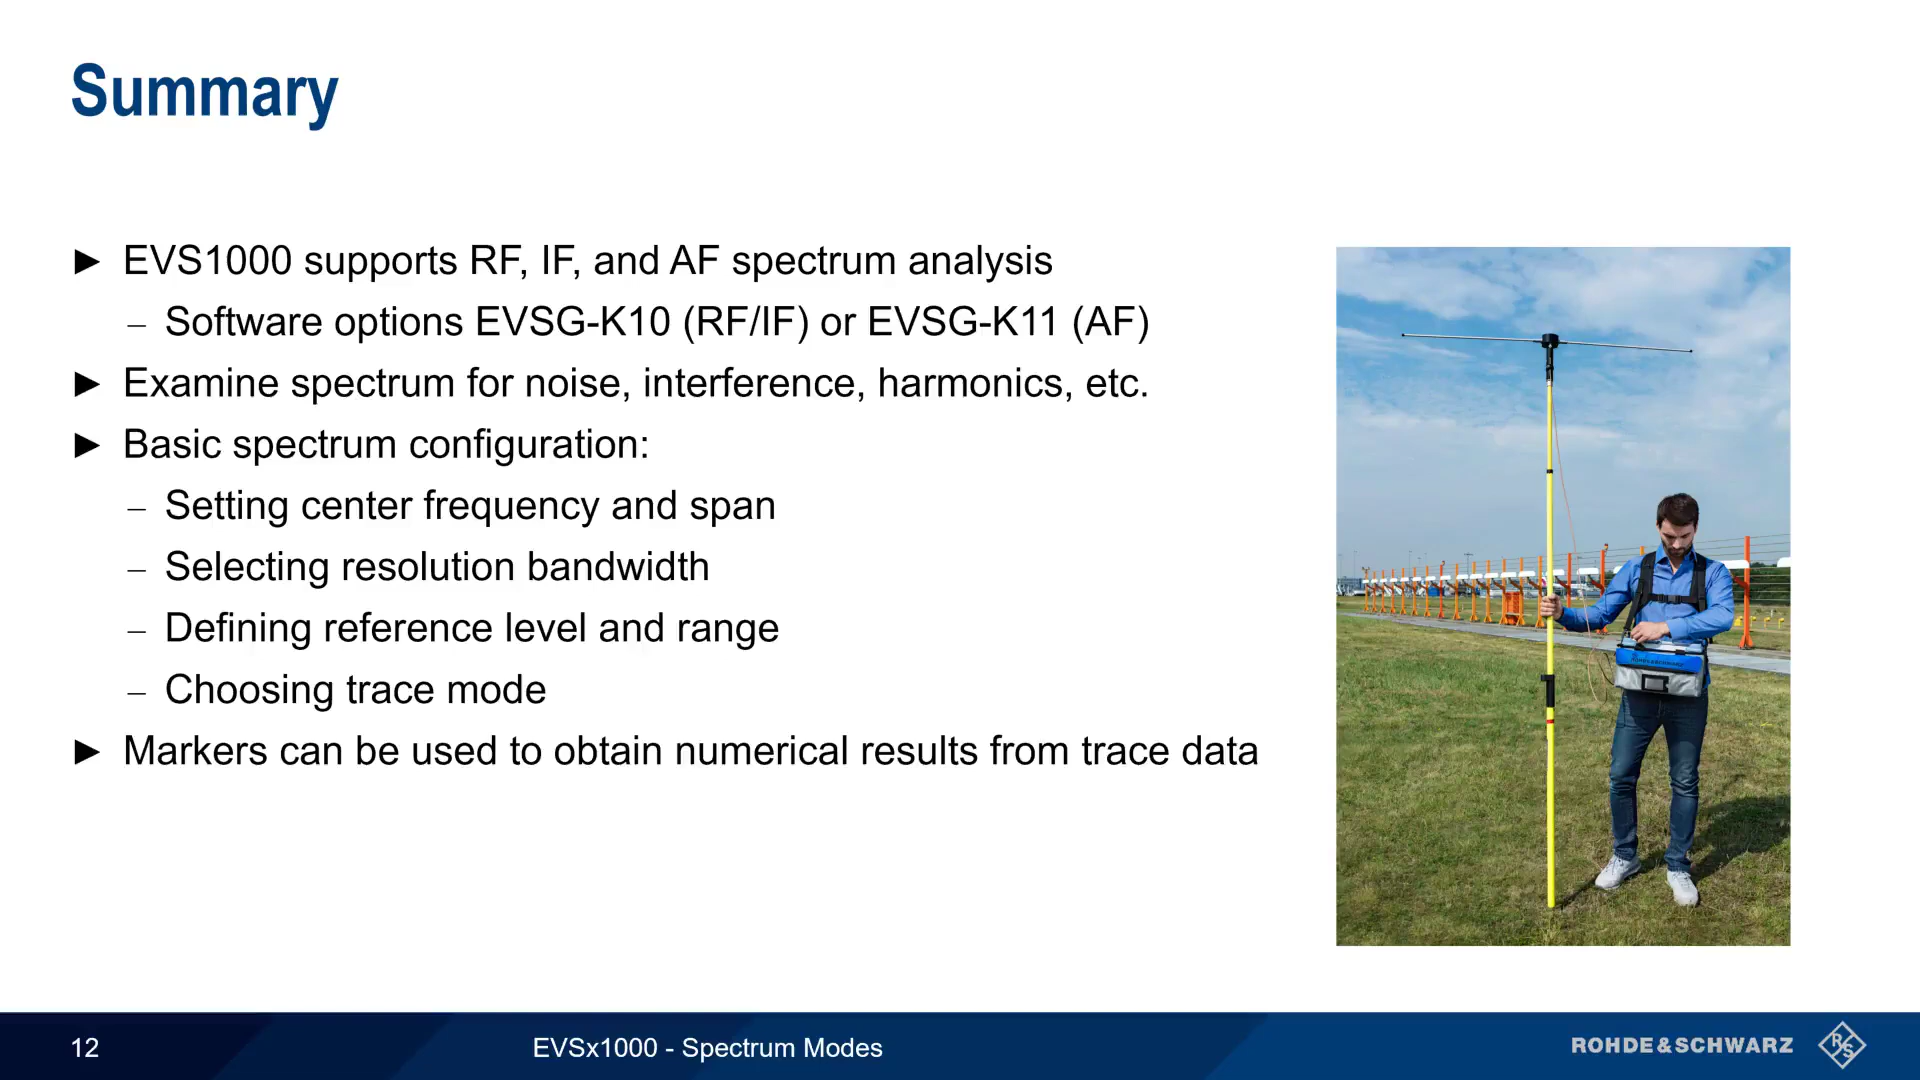 Summary
► EVS1000 supports RF, IF, and AF spectrum analysis
– Software options EVSG-K10 (RF/IF) or EVSG-K11 (AF)
► Examine spectrum for noise, interference, harmonics, etc.
► Basic spectrum configuration:
– Setting center frequency and span
– Selecting resolution bandwidth
– Defining reference level and range
– Choosing trace mode
► Markers can be used to obtain numerical results from trace data
ROHDE&SCHWARZ
12
EVSx1000 - Spectrum Modes
ROHDE&SCHWARZ
R&S